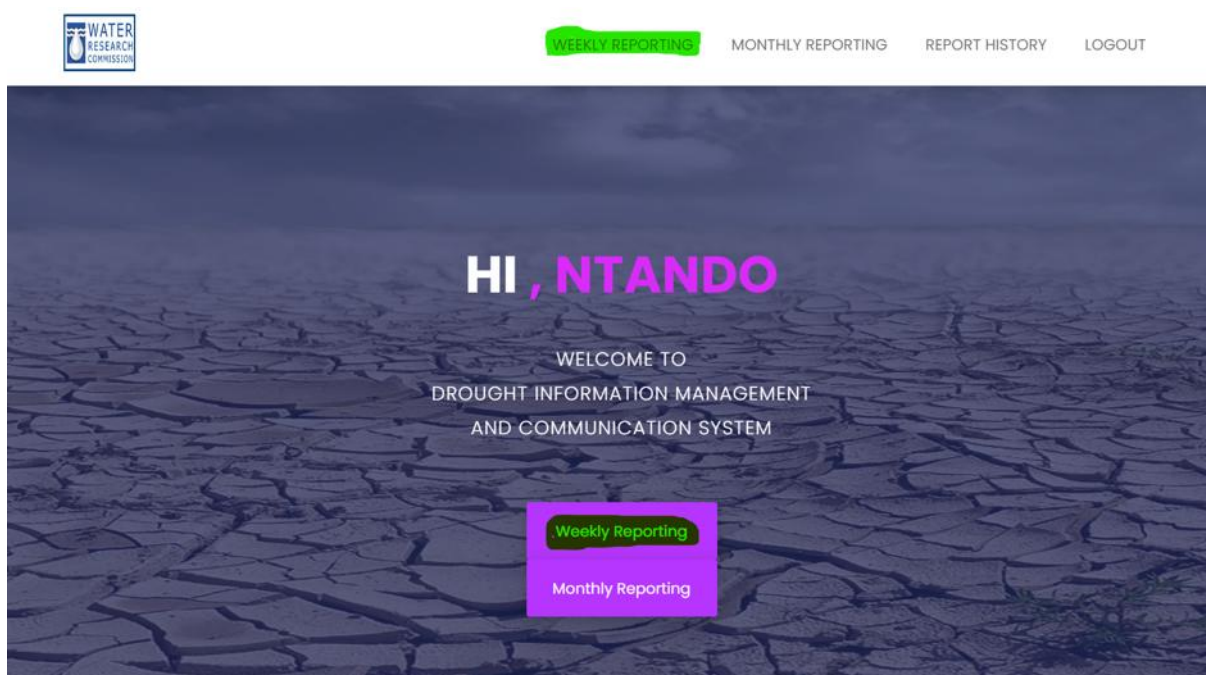 WATER
RESEARCH
COMMISSION
WEEKLY REPORTING MONTHLY REPORTING REPORT HISTORY LOGOUT
HI , NTANDO
WELCOME TO
DROUGHT INFORMATION MANAGEMENT
AND COMMUNICATION SYSTEM
Weekly Reporting
Monthly Reporting